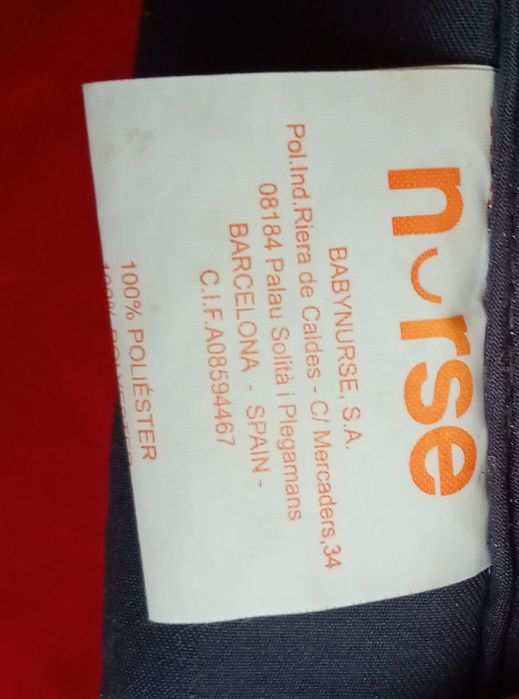 nurse
BABYNURSE, S.A.
Pol.Ind.Riera de Caldes - C/ Mercaders,34
08184 Palau Solità i Plegamans
BARCELONA - SPAIN -
C.I.F.A08594467
100% POLIÉSTER